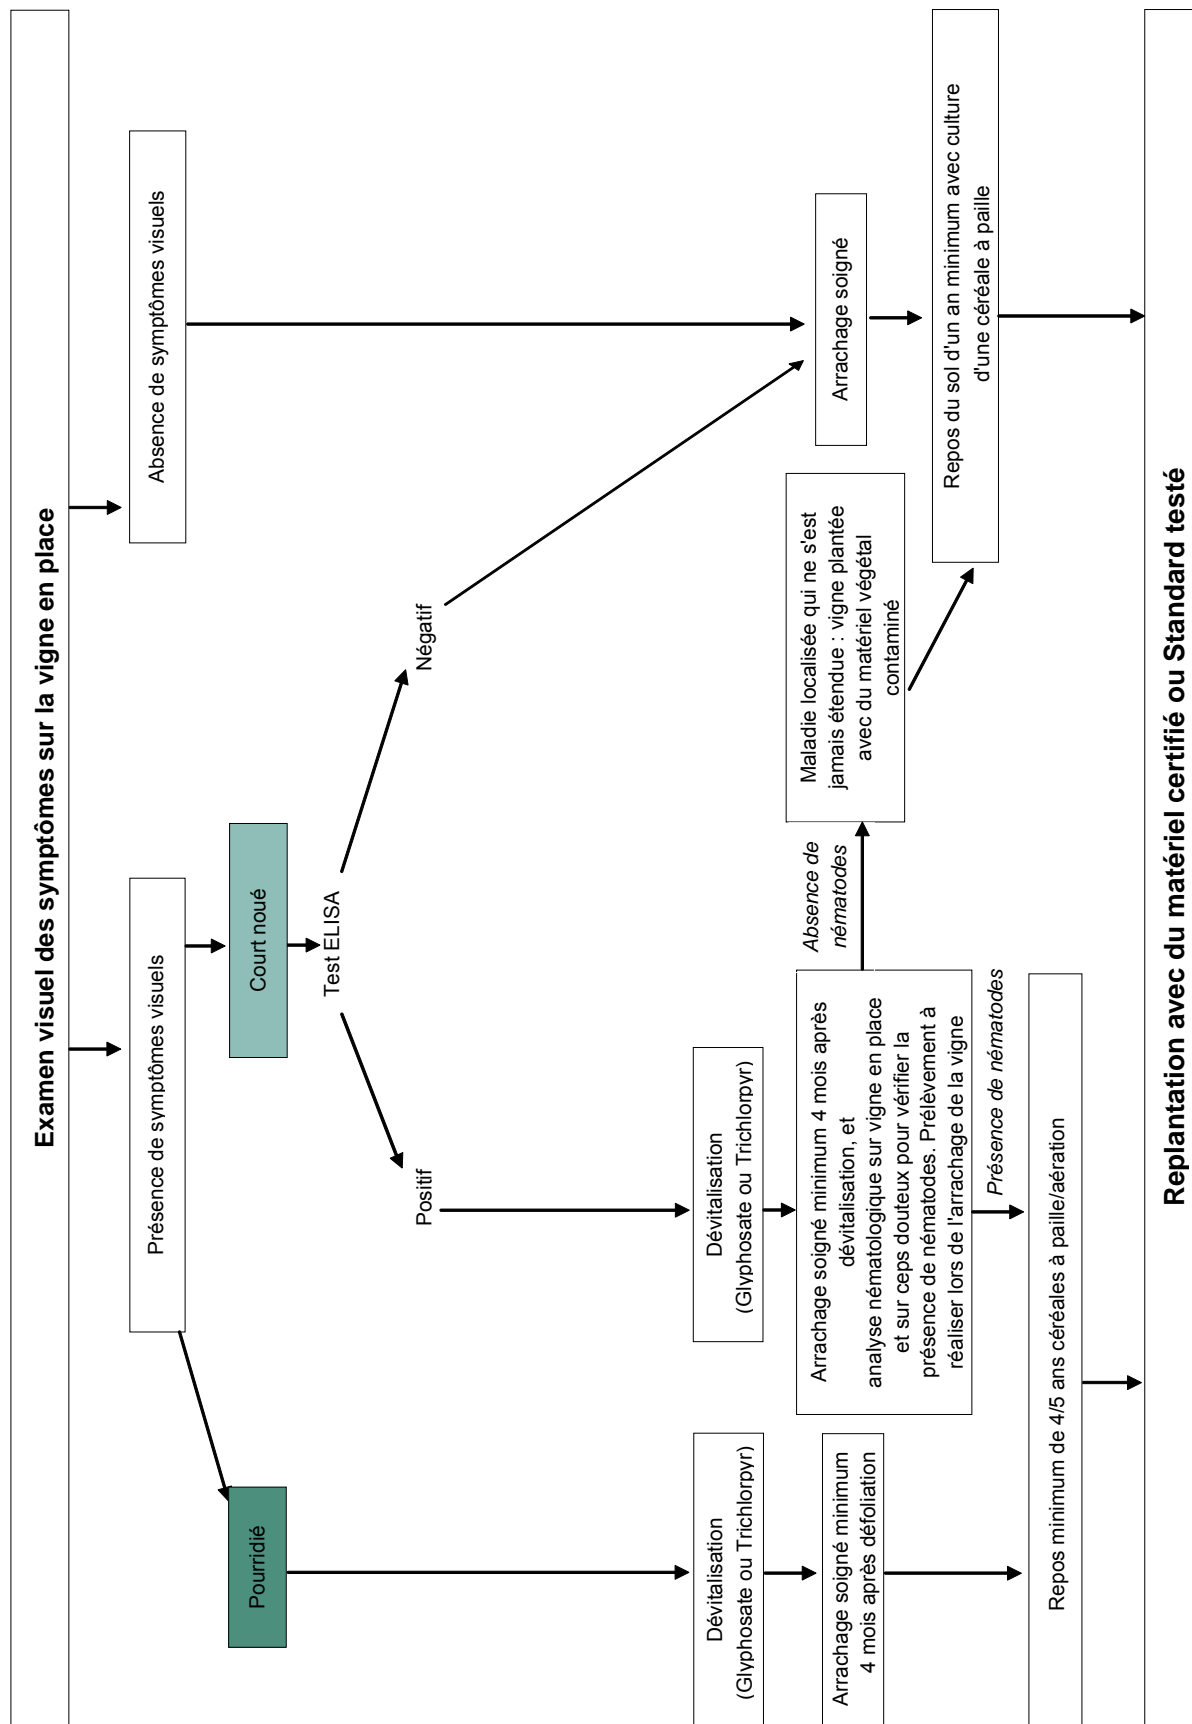 Examen visuel des symptômes sur la vigne en place
Présence de symptômes visuels
Absence de symptômes visuels
Pourridié
Court noué
Test ELISA
Positif
Négatif
Dévitalisation
(Glyphosate ou Trichlorpyr)
Dévitalisation
(Glyphosate ou Trichlorpyr)
Arrachage soigné minimum
4 mois après défoliation
Arrachage soigné minimum 4 mois après
dévitalisation, et
analyse nématologique sur vigne en place
et sur ceps douteux pour vérifier la
présence de nématodes. Prélèvement à
réaliser lors de l'arrachage de la vigne
Absence de
nématodes
Maladie localisée qui ne s'est
jamais étendue : vigne plantée
avec du matériel végétal
contaminé
Arrachage soigné
Présence de nématodes
Repos du sol d'un an minimum avec culture
d'une céréale à paille
Repos minimum de 4/5 ans céréales à paille/aération
Replantation avec du matériel certifié ou Standard testé